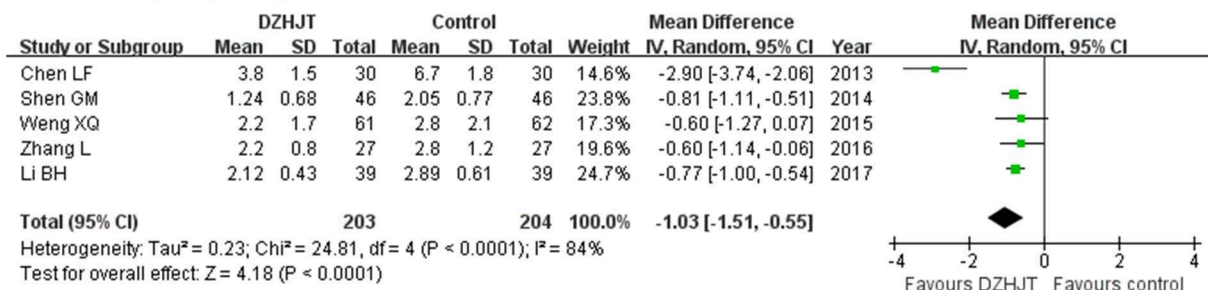 DZHJT Control Mean Difference Mean Difference
Study or Subgroup Mean SD Total Mean SD Total Weight IV, Random, 95% CI Year IV, Random, 95% CI
Chen LF 3.8 1.5 30 6.7 1.8 30 14.6% -2.90 [-3.74, -2.06] 2013
Shen GM 1.24 0.68 46 2.05 0.77 46 23.8% -0.81 [-1.11, -0.51] 2014
Weng XQ 2.2 1.7 61 2.8 2.1 62 17.3% -0.60 [-1.27, 0.07] 2015
Zhang L 2.2 0.8 27 2.8 1.2 27 19.6% -0.60 [-1.14, -0.06] 2016
Li BH 2.12 0.43 39 2.89 0.61 39 24.7% -0.77 [-1.00, -0.54] 2017
Total (95% CI) 203 204 100.0% -1.03 [-1.51, -0.55]
Heterogeneity: Tau² = 0.23; Chi² = 24.81, df = 4 (P < 0.0001); I² = 84%
Test for overall effect: Z = 4.18 (P < 0.0001)
-4 -2 0 2 4
Favours DZHJT Favours control